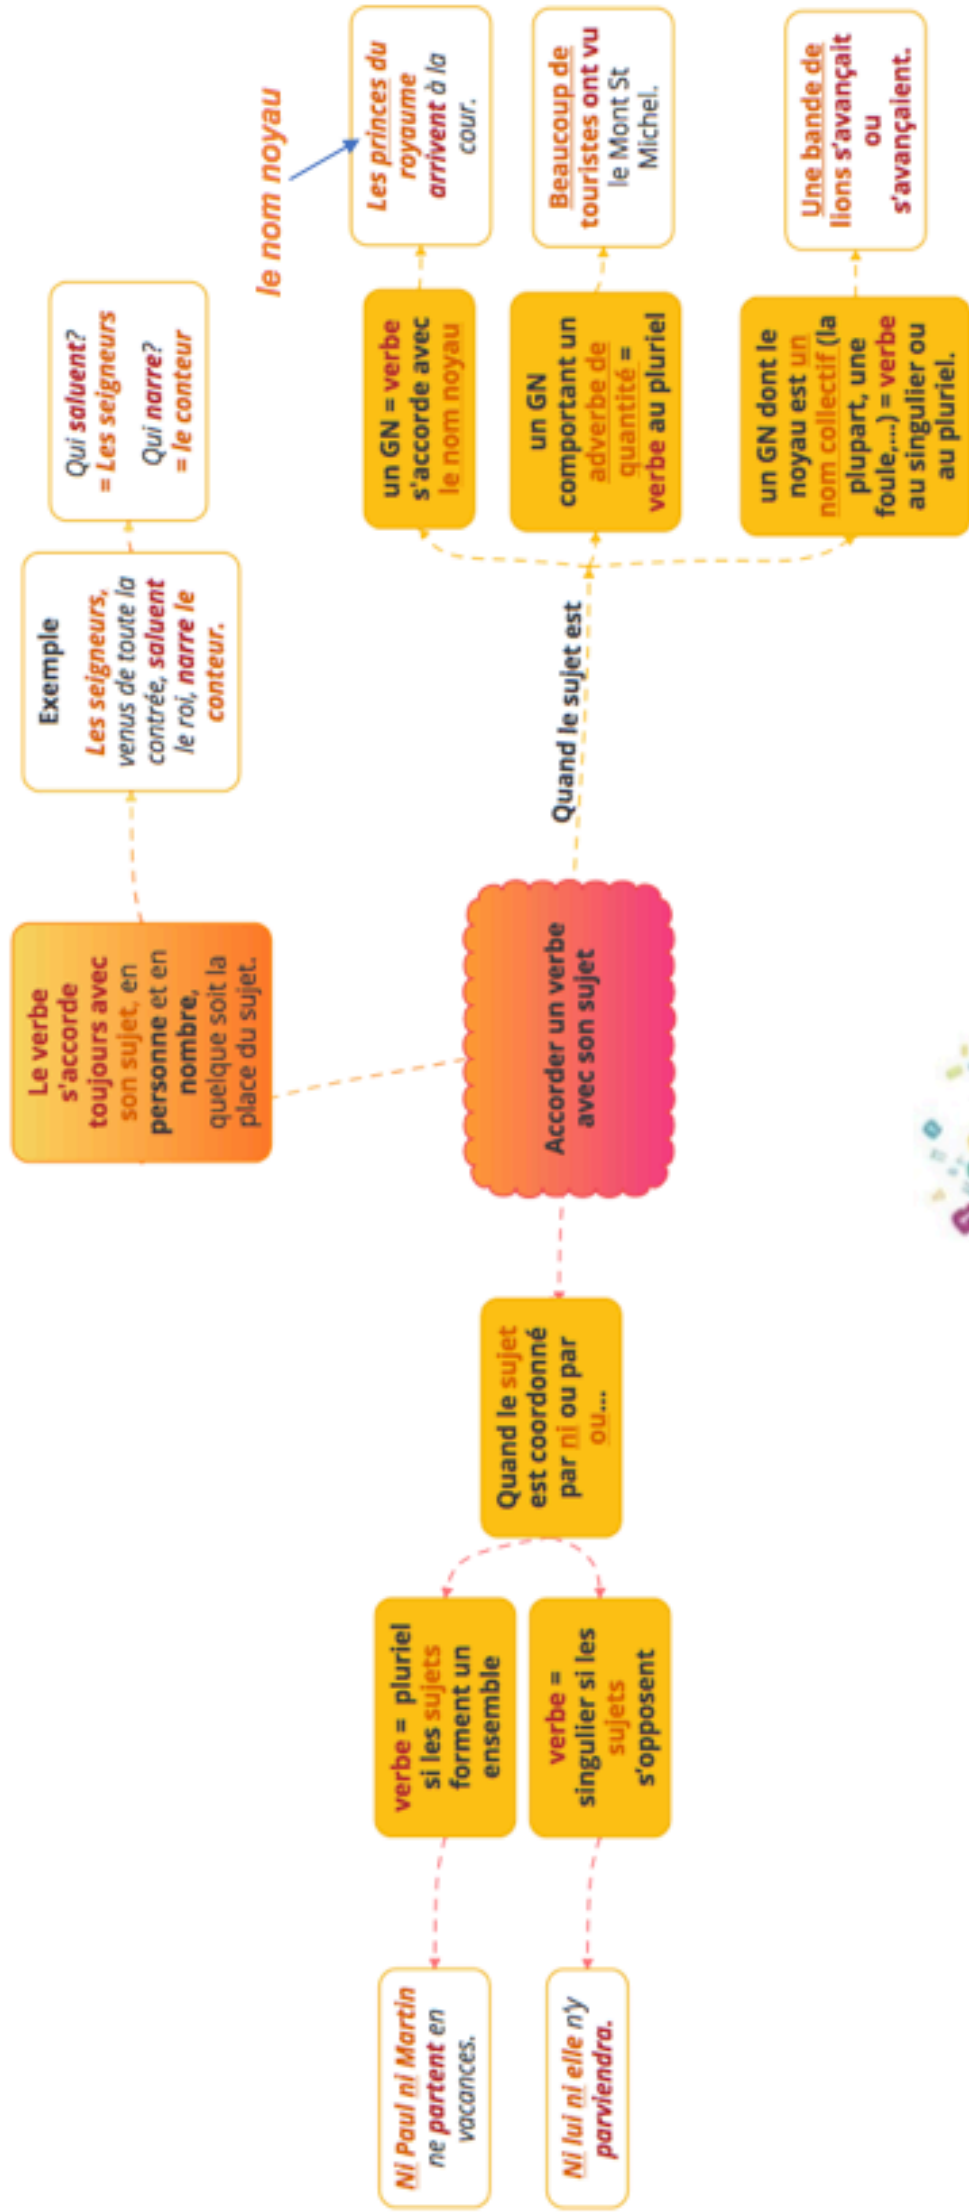 Le verbe
s'accorde
toujours avec
son sujet, en
personne et en
nombre,
quelque soit la
place du sujet.
Exemple
Les seigneurs,
venus de toute la
contrée, saluent
le roi, narre le
conteur.
Qui saluent?
= Les seigneurs
Qui narre?
= le conteur
le nom noyau
Accorder un verbe
avec son sujet
Quand le sujet est
un GN = verbe
s'accorde avec
le nom noyau
Les princes du
royaume
arrivent à la
cour.
un GN
comportant un
adverbe de
quantité =
verbe au pluriel
Beaucoup de
touristes ont vu
le Mont St
Michel.
un GN dont le
noyau est un
nom collectif (la
plupart, une
foule,...) = verbe
au singulier ou
au pluriel.
Une bande de
lions s'avançait
ou
s'avançaient.
Quand le sujet
est coordonné
par ni ou par
ou...
verbe = pluriel
si les sujets
forment un
ensemble
Ni Paul ni Martin
ne partent en
vacances.
verbe =
singulier si les
sujets
s'opposent
Ni lui ni elle n'y
parviendra.